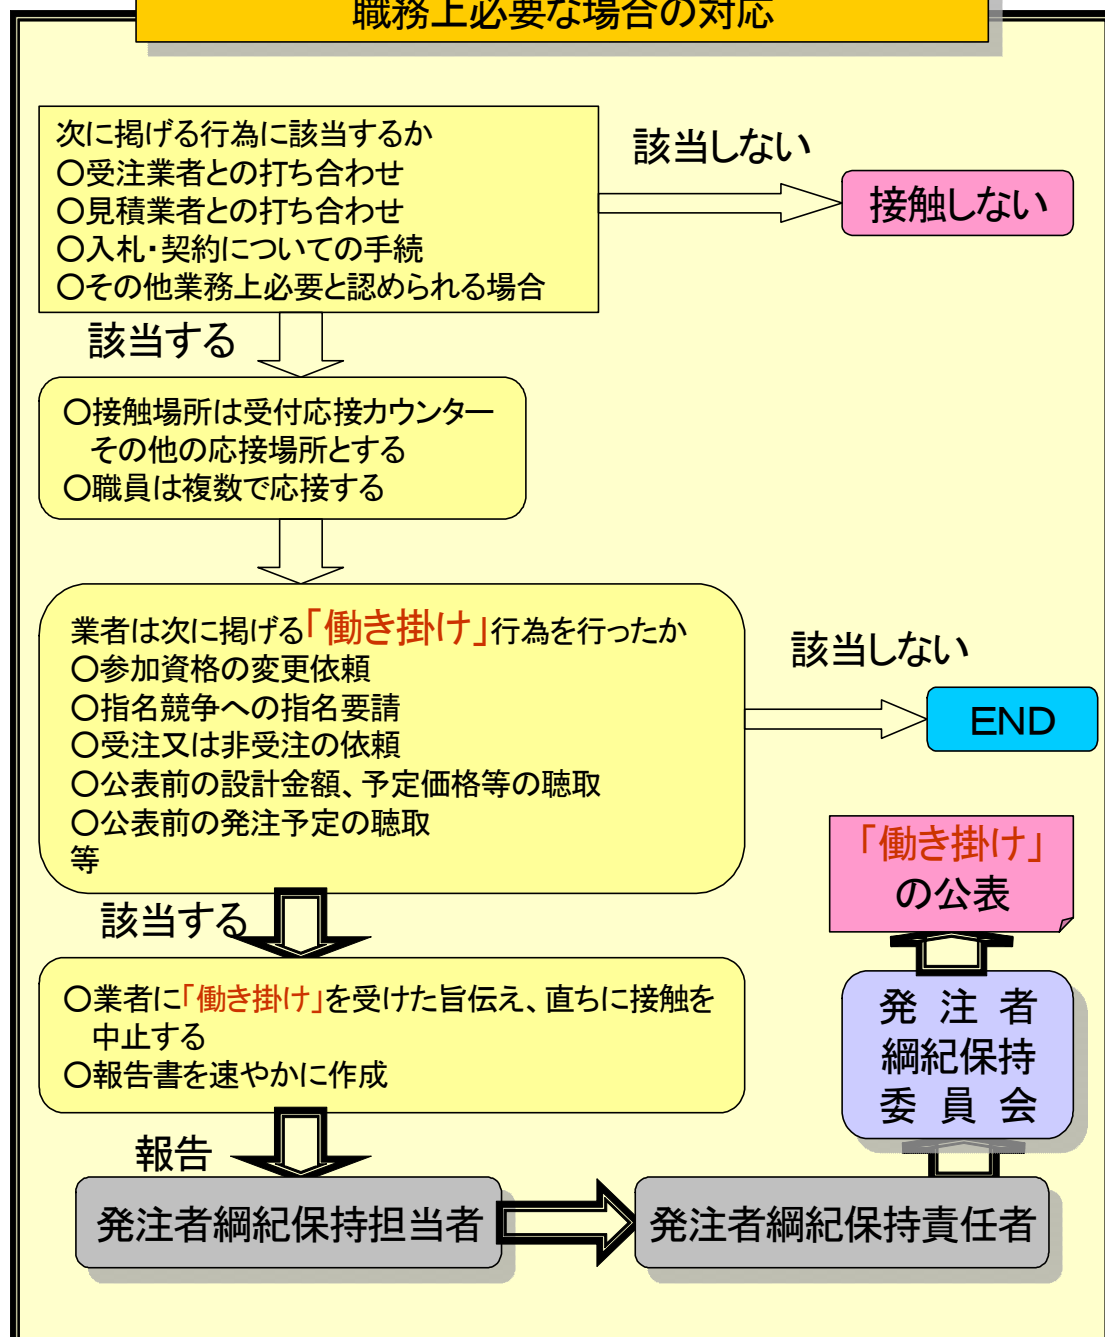 職務上必要な場合の対応
次に掲げる行為に該当するか
○受注業者との打ち合わせ
○見積業者との打ち合わせ
○入札・契約についての手続
○その他業務上必要と認められる場合
該当しない
接触しない
該当する
○接触場所は受付応接カウンター
その他の応接場所とする
○職員は複数で応接する
業者は次に掲げる「働き掛け」行為を行ったか
○参加資格の変更依頼
○指名競争への指名要請
○受注又は非受注の依頼
○公表前の設計金額、予定価格等の聴取
○公表前の発注予定の聴取
等
該当しない
END
該当する
○業者に「働き掛け」を受けた旨伝え、直ちに接触を
中止する
○報告書を速やかに作成
報告
発注者綱紀保持担当者
発注者綱紀保持責任者
発 注 者
綱紀保持
委 員 会
「働き掛け」
の公表